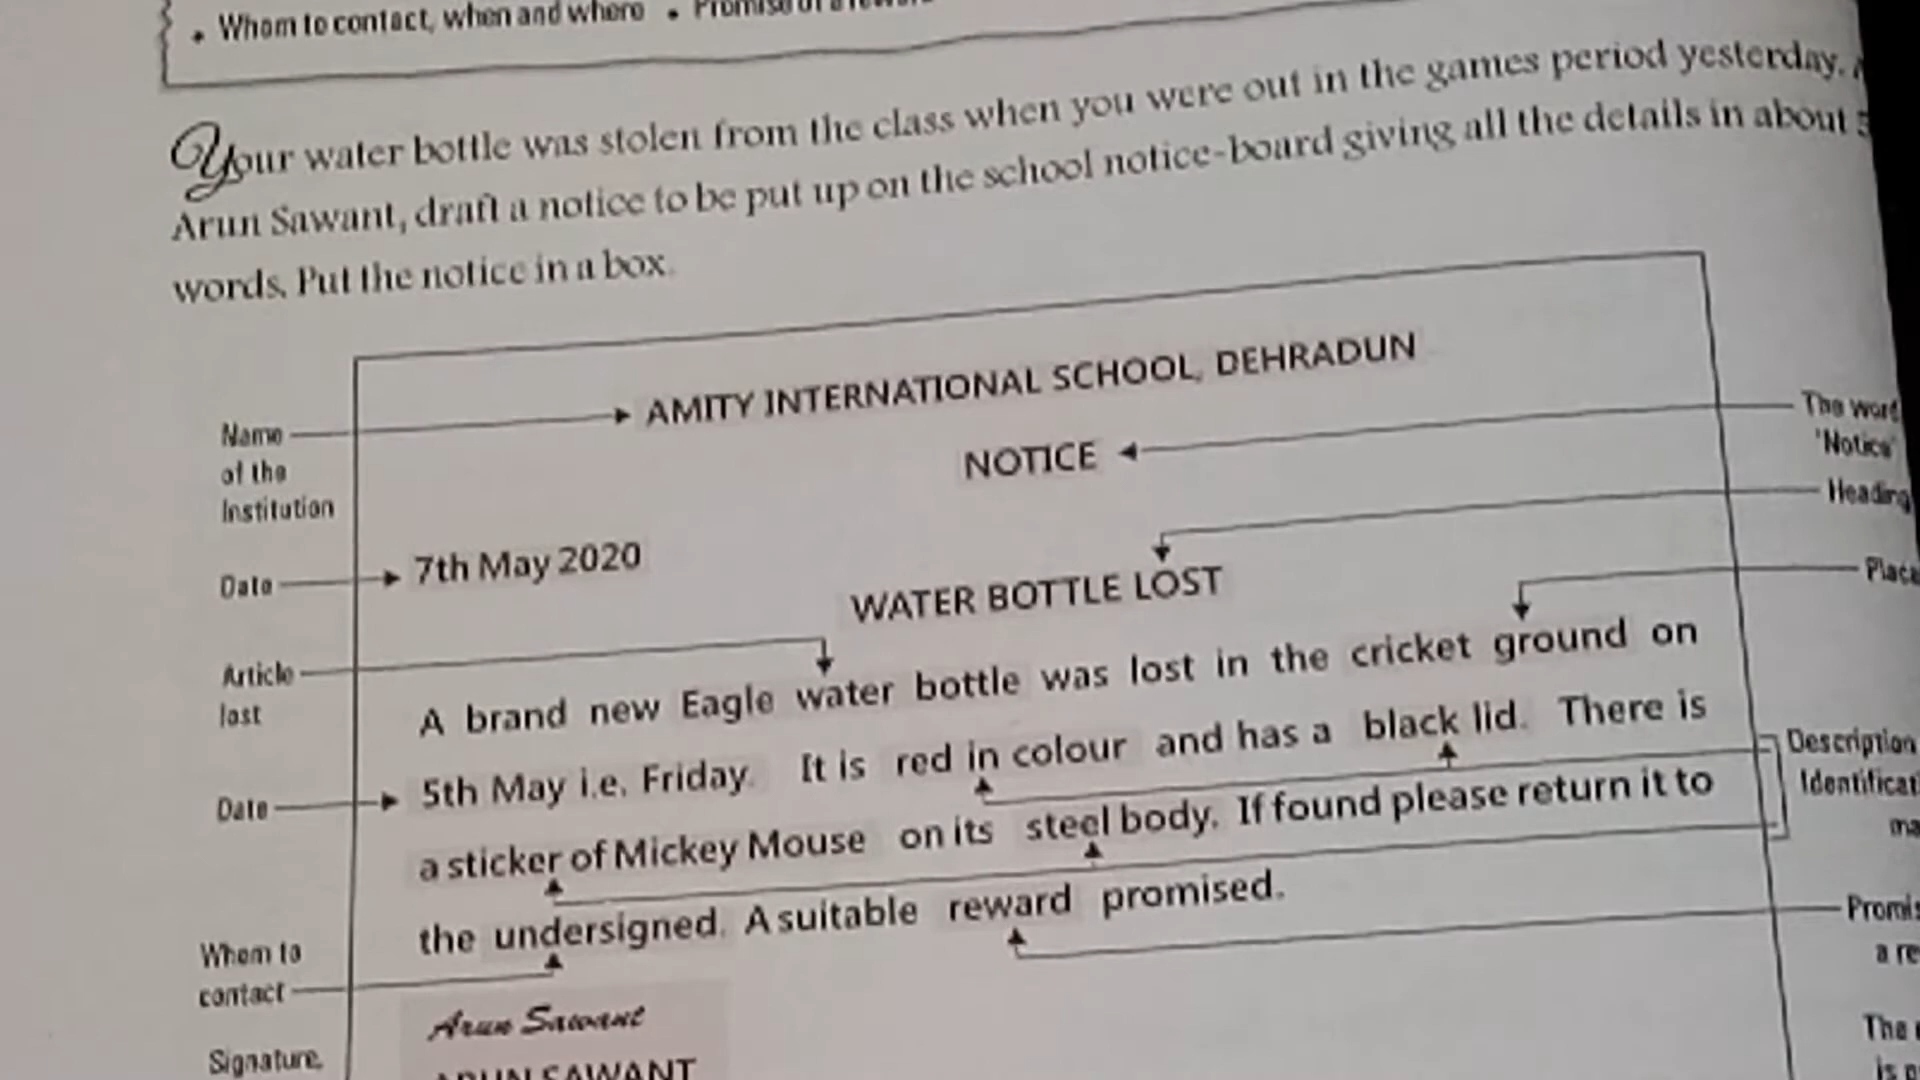 • Whom to contact, when and where • Promise of a
Your water bottle was stolen from the class when you were out in the games period yesterday.
Arun Sawant, draft a notice to be put up on the school notice-board giving all the details in about
words. Put the notice in a box.
AMITY INTERNATIONAL SCHOOL, DEHRADUN
Name
of the
Institution
The word
'Notice'
NOTICE
Heading
Date
7th May 2020
WATER BOTTLE LOST
Place
Article
lost
A brand new Eagle water bottle was lost in the cricket ground on
Date
5th May i.e. Friday. It is red in colour and has a black lid. There is
Description
a sticker of Mickey Mouse on its steel body. If found please return it to
the undersigned. A suitable reward promised.
Whom to
contact
a
Arun Sawant
ARUN SAWANT
Signature,
The
is